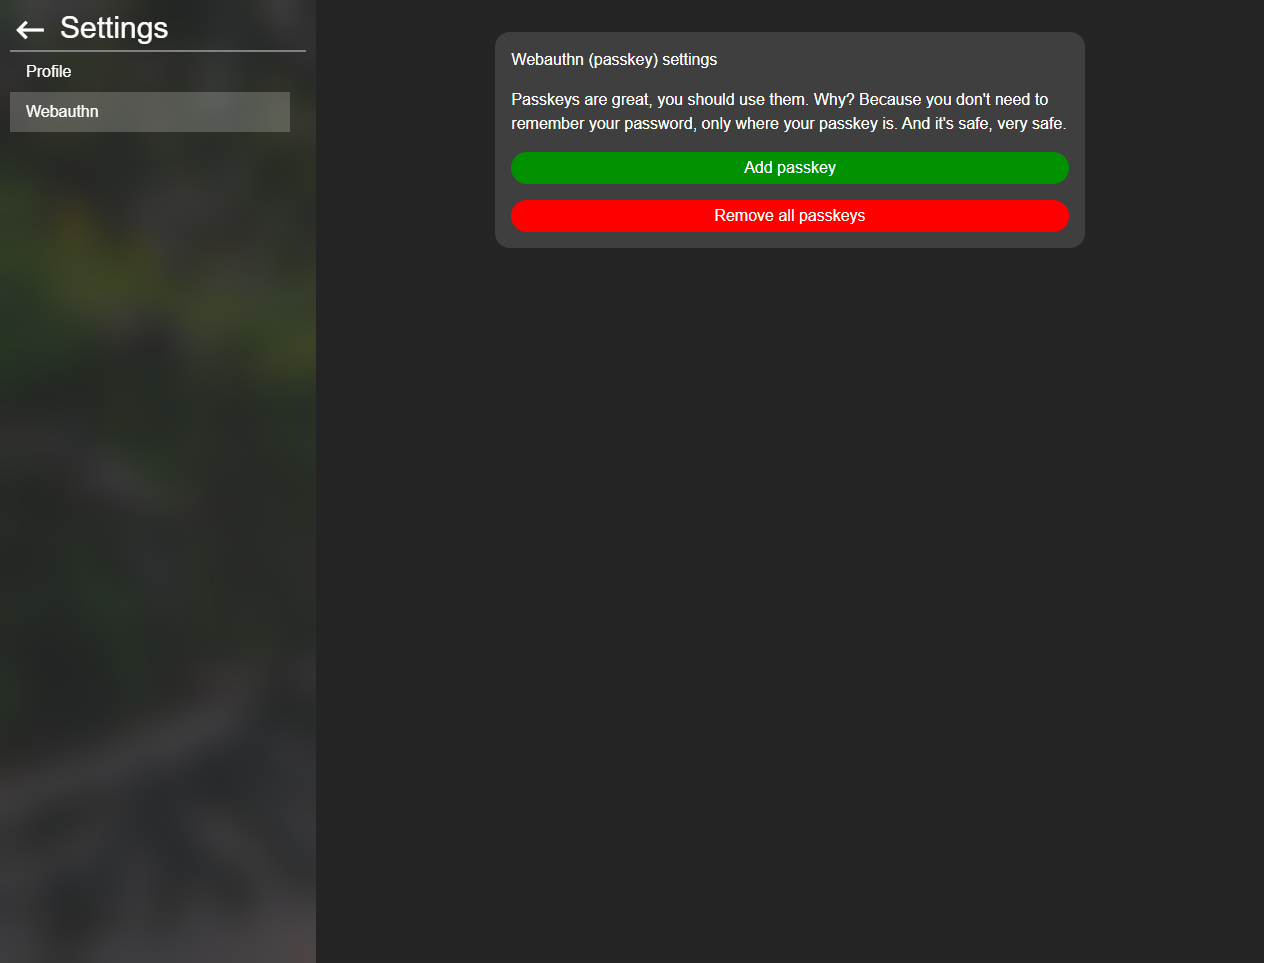 Settings
Profile
Webauthn
Webauthn (passkey) settings
Passkeys are great, you should use them. Why? Because you don't need to
remember your password, only where your passkey is. And it's safe, very safe.
Add passkey
Remove all passkeys